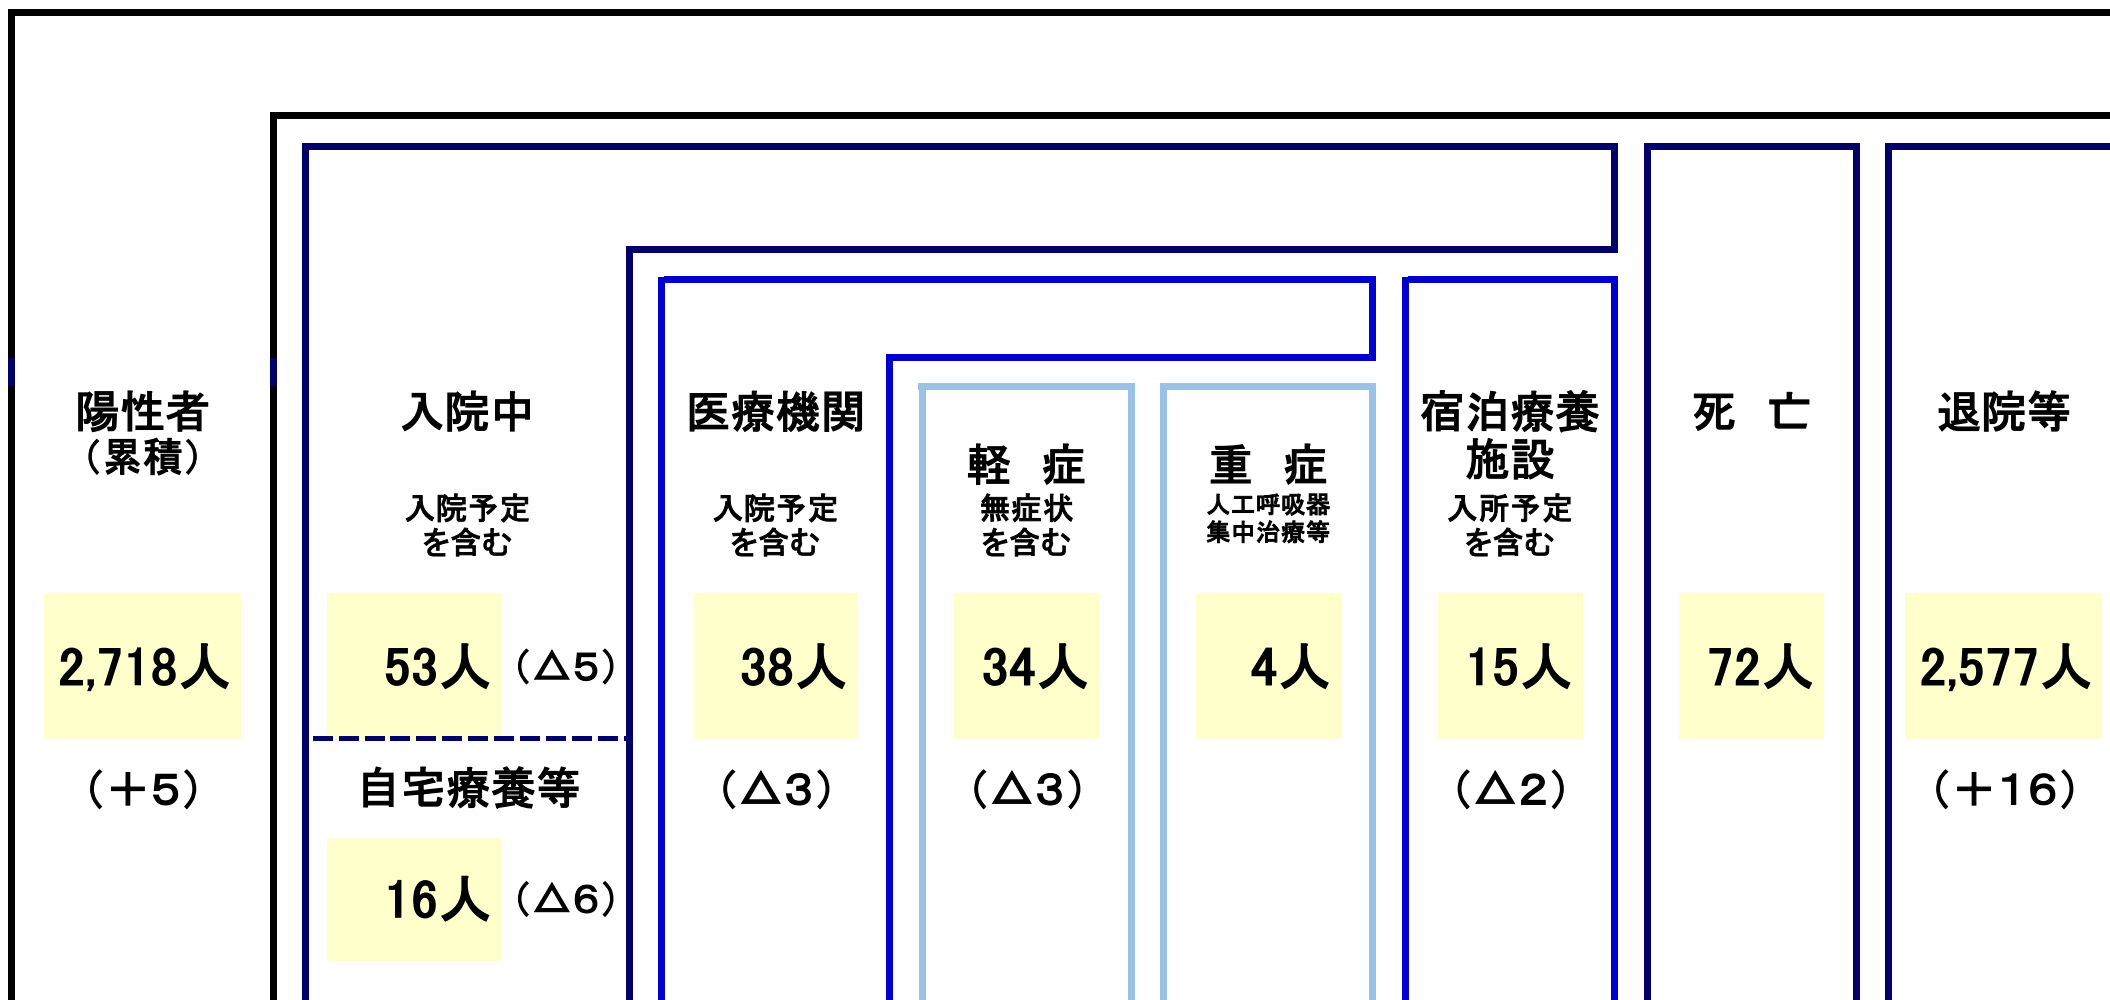 陽性者
（累積）
2,718人
（＋5）
入院中
入院予定
を含む
53人（△5）
自宅療養等
16人（△6）
医療機関
入院予定
を含む
38人
（△3）
軽　症
無症状
を含む
34人
（△3）
重　症
人工呼吸器
集中治療等
4人
宿泊療養
施設
入所予定
を含む
15人
（△2）
死　亡
72人
退院等
2,577人
（＋16）